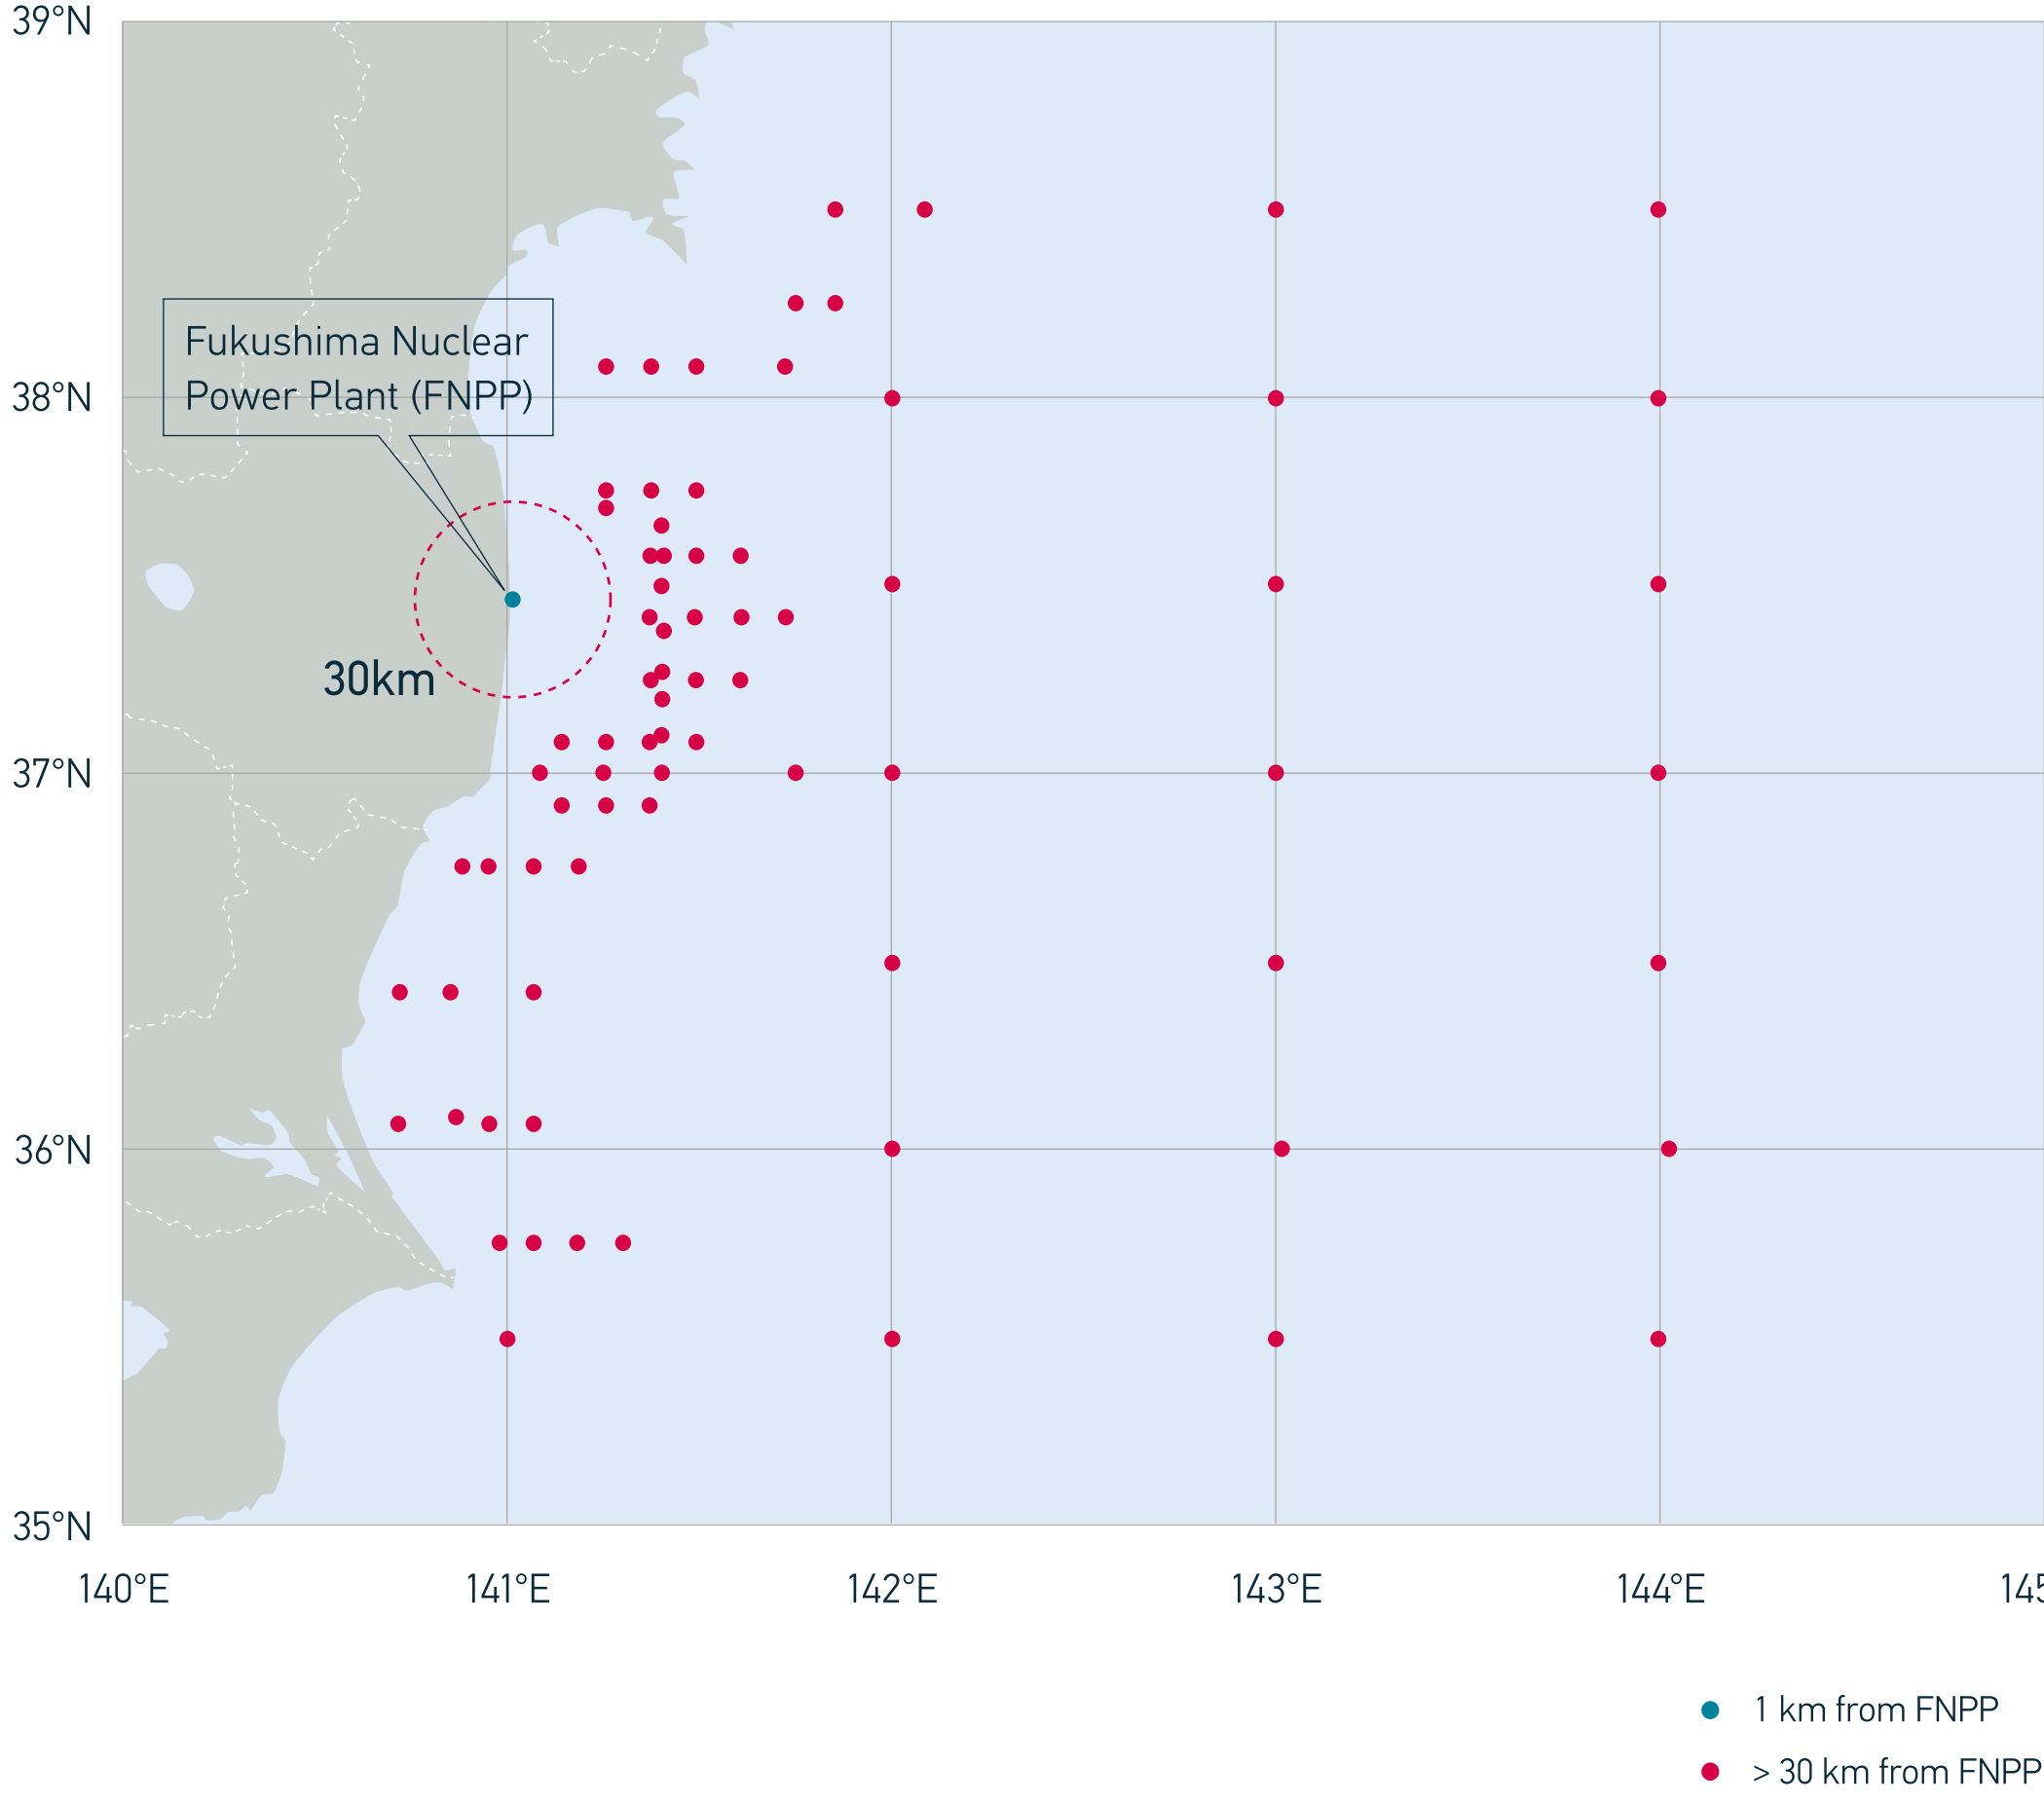 39°N
Fukushima Nuclear
Power Plant (FNPP)
38°N
30km
37°N
36°N
35°N
140°E
141°E
142°E
143°E
144°E
145
1 km from FNPP
> 30 km from FNPP